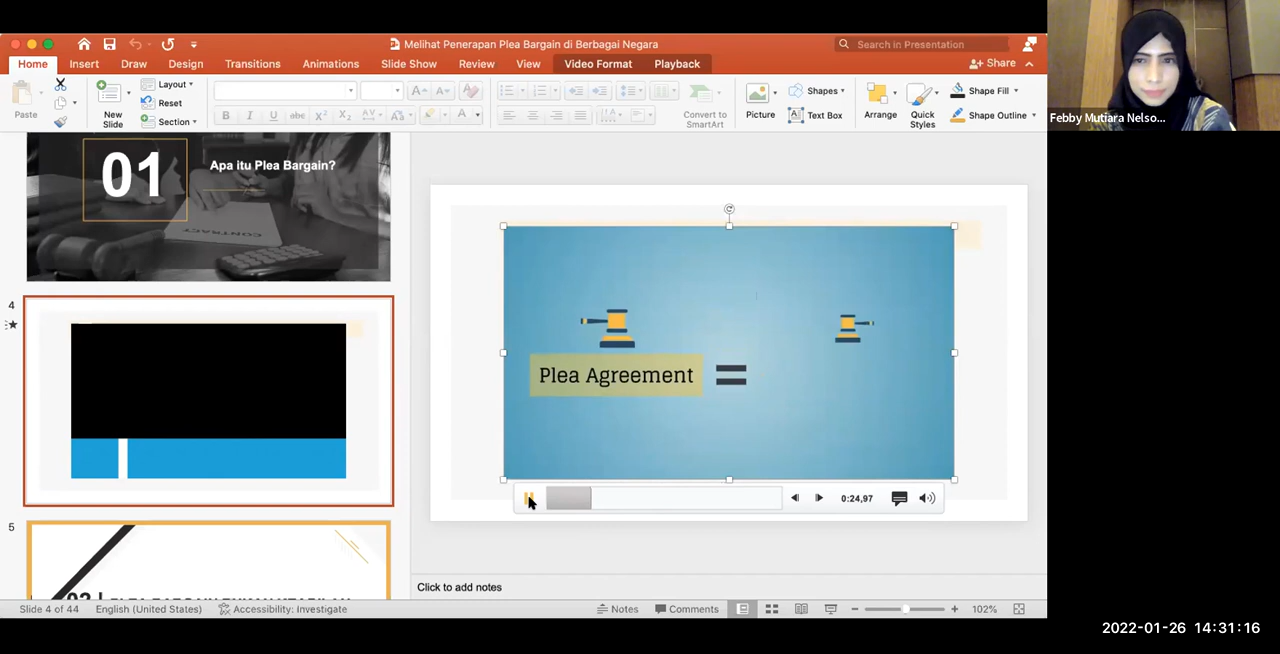 Melihat Penerapan Plea Bargain di Berbagai Negara
Search in Presentation
Home Insert Draw Design Transitions Animations Slide Show Review View Video Format Playback
Share
Paste
New Slide
Layout
Reset
Section
Convert to SmartArt
Picture
Shapes
Text Box
Arrange
Quick Styles
Shape Fill
Shape Outline
Febby Mutiara Nelso...
01
Apa itu Plea Bargain?
CONTRACT
4
5
Plea Agreement =
0:24,97
Click to add notes
Slide 4 of 44 English (United States) Accessibility: Investigate Notes Comments 102%
2022-01-26 14:31:16